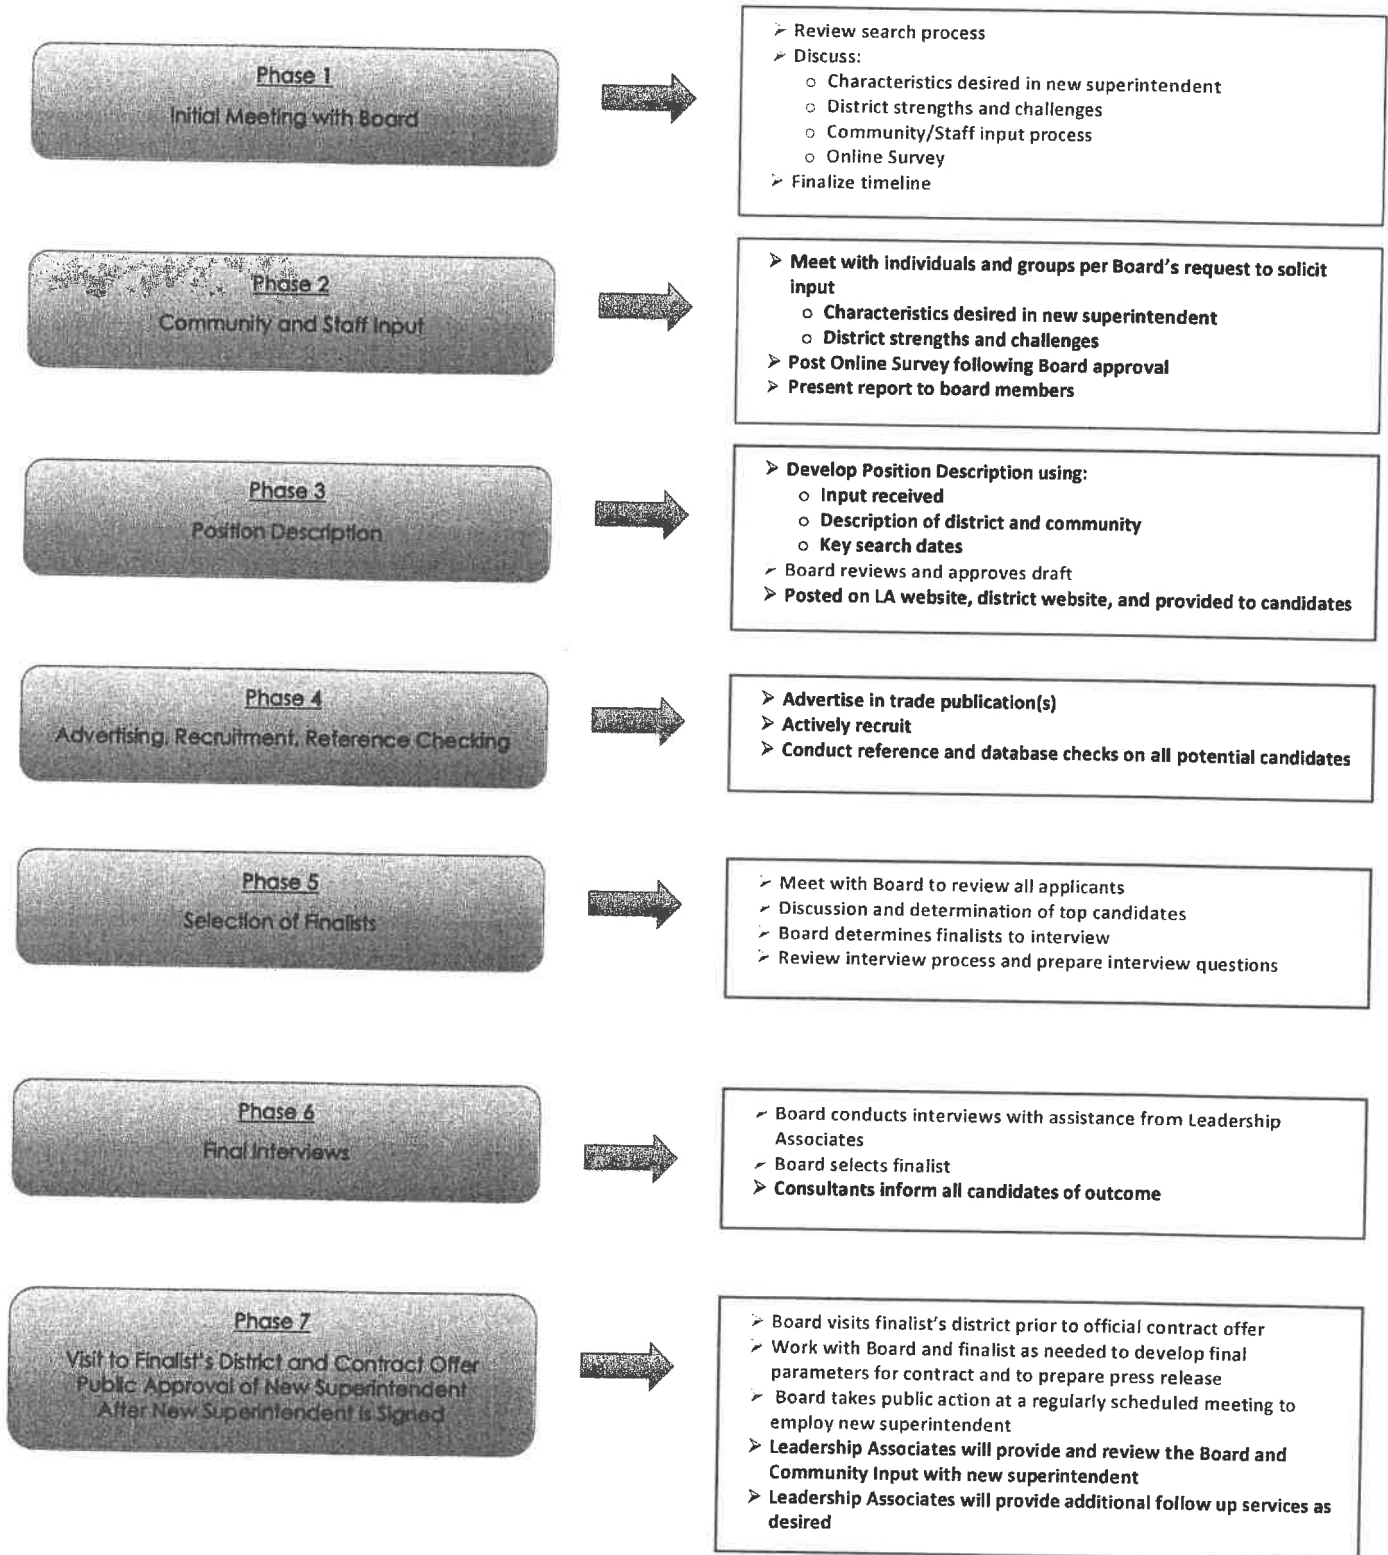 Phase 1
Initial Meeting with Board
➢ Review search process
➢ Discuss:
o Characteristics desired in new superintendent
o District strengths and challenges
o Community/Staff input process
o Online Survey
➢ Finalize timeline
Phase 2
Community and Staff Input
➢ Meet with individuals and groups per Board's request to solicit
input
o Characteristics desired in new superintendent
o District strengths and challenges
➢ Post Online Survey following Board approval
➢ Present report to board members
Phase 3
Position Description
➢ Develop Position Description using:
o Input received
o Description of district and community
o Key search dates
➢ Board reviews and approves draft
➢ Posted on LA website, district website, and provided to candidates
Phase 4
Advertising, Recruitment, Reference Checking
➢ Advertise in trade publication(s)
➢ Actively recruit
➢ Conduct reference and database checks on all potential candidates
Phase 5
Selection of Finalists
➢ Meet with Board to review all applicants
➢ Discussion and determination of top candidates
➢ Board determines finalists to interview
➢ Review interview process and prepare interview questions
Phase 6
Final Interviews
➢ Board conducts interviews with assistance from Leadership
Associates
➢ Board selects finalist
➢ Consultants inform all candidates of outcome
Phase 7
Visit to Finalist's District and Contract Offer
Public Approval of New Superintendent
After New Superintendent is Signed
➢ Board visits finalist's district prior to official contract offer
➢ Work with Board and finalist as needed to develop final
parameters for contract and to prepare press release
➢ Board takes public action at a regularly scheduled meeting to
employ new superintendent
➢ Leadership Associates will provide and review the Board and
Community Input with new superintendent
➢ Leadership Associates will provide additional follow up services as
desired